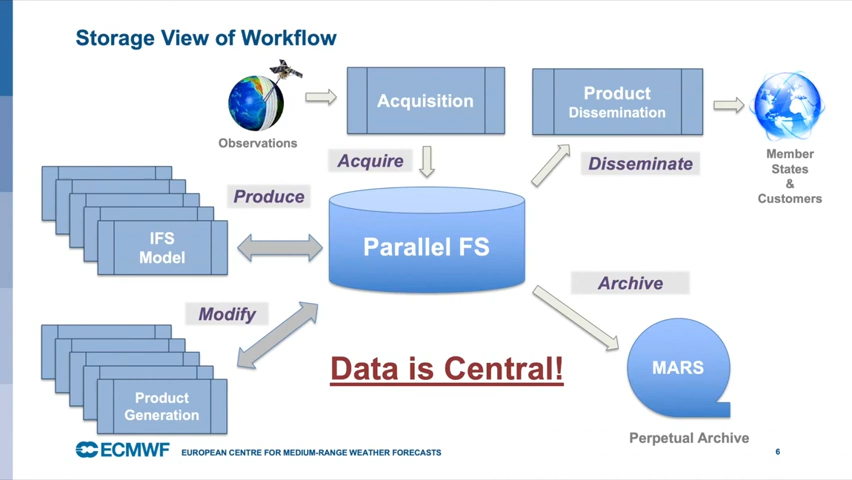 Storage View of Workflow
Observations
Acquisition
Product
Dissemination
Member
States
&
Customers
Acquire
Disseminate
Produce
IFS
Model
Parallel FS
Archive
Modify
Data is Central!
MARS
Product
Generation
Perpetual Archive
ECMWF
EUROPEAN CENTRE FOR MEDIUM-RANGE WEATHER FORECASTS
6